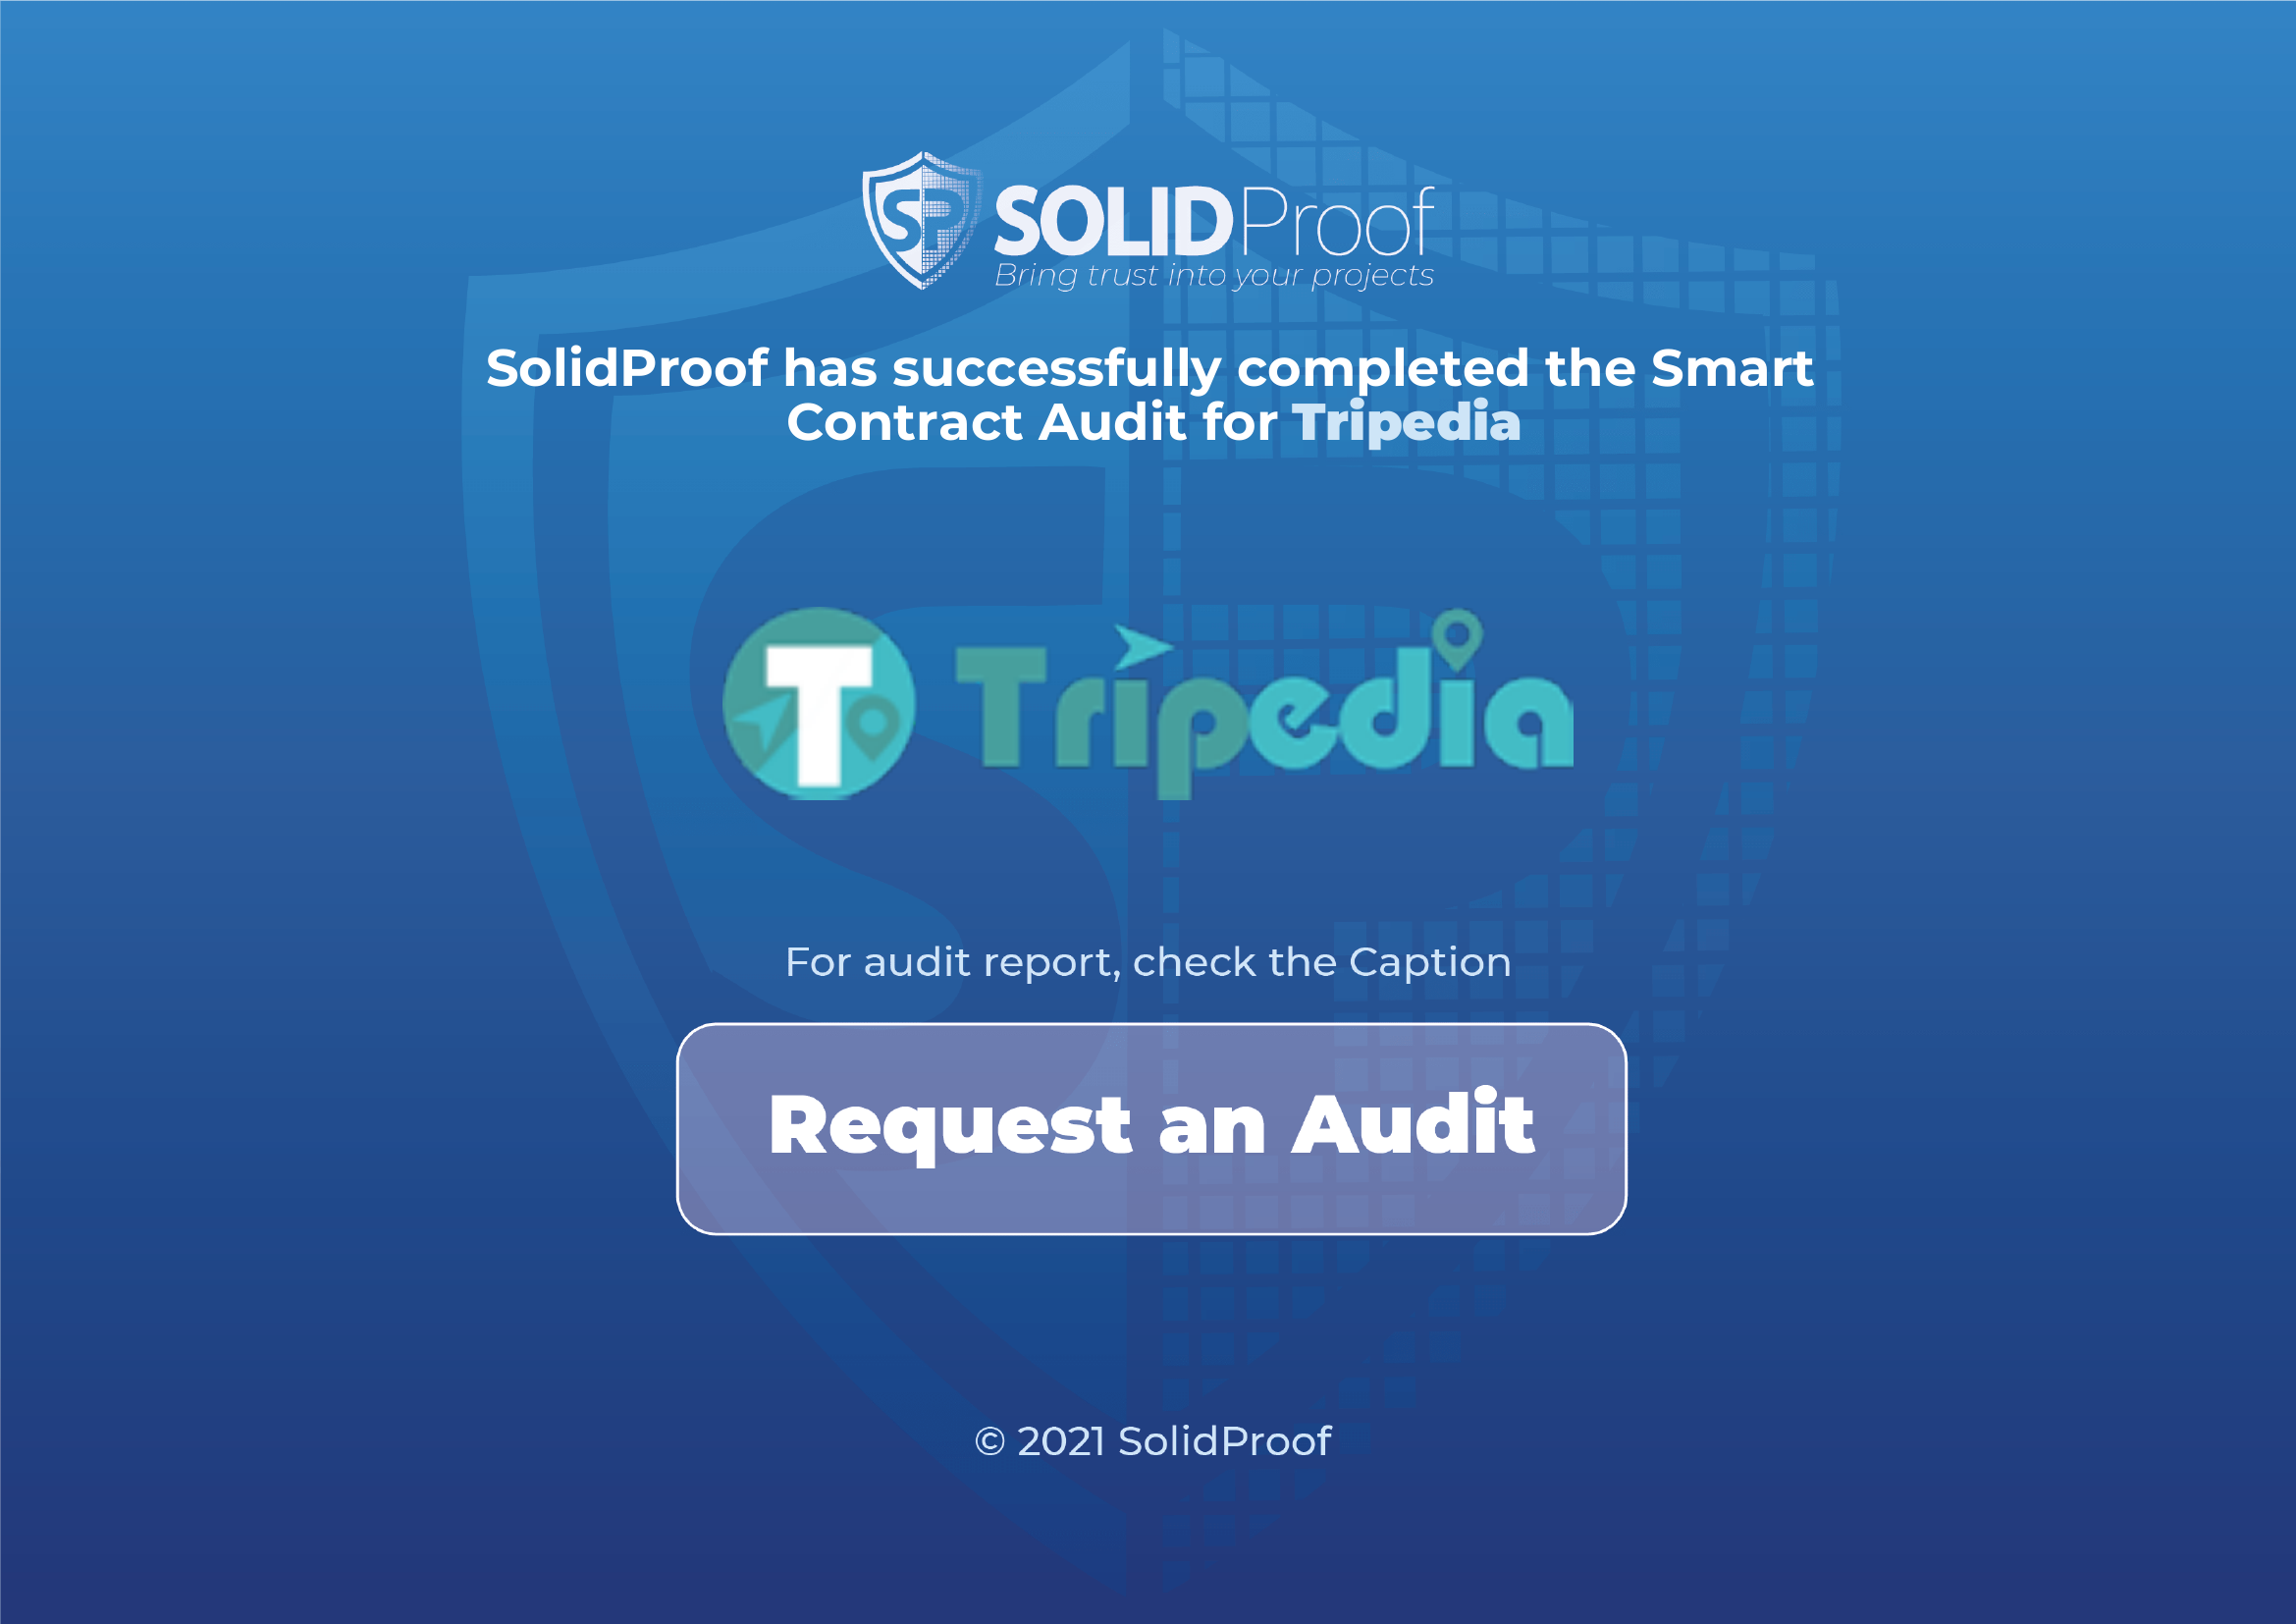 SP SOLIDProof
Bring trust into your projects
SolidProof has successfully completed the Smart
Contract Audit for Tripedia
T Tripedia
For audit report, check the Caption
Request an Audit
© 2021 SolidProof